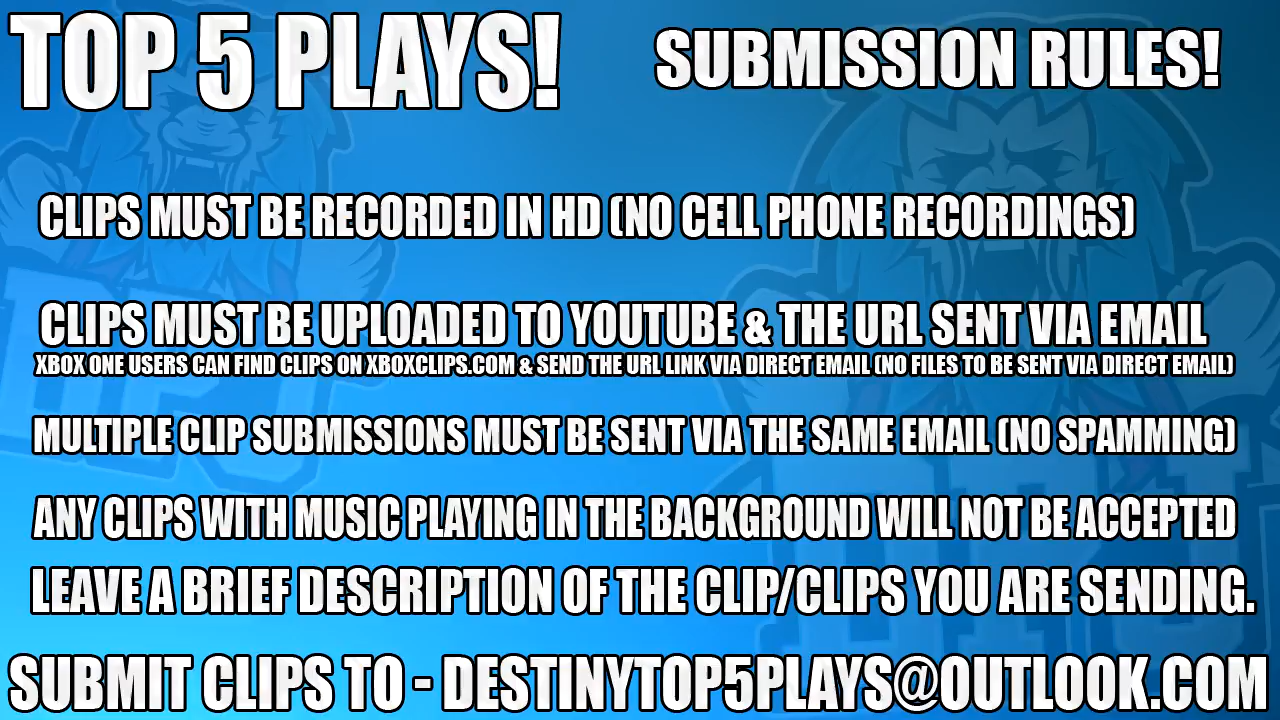 TOP 5 PLAYS!
SUBMISSION RULES!
CLIPS MUST BE RECORDED IN HD (NO CELL PHONE RECORDINGS)
CLIPS MUST BE UPLOADED TO YOUTUBE & THE URL SENT VIA EMAIL
XBOX ONE USERS CAN FIND CLIPS ON XBOXCLIPS.COM & SEND THE URL LINK VIA DIRECT EMAIL (NO FILES TO BE SENT VIA DIRECT EMAIL)
MULTIPLE CLIP SUBMISSIONS MUST BE SENT VIA THE SAME EMAIL (NO SPAMMING)
ANY CLIPS WITH MUSIC PLAYING IN THE BACKGROUND WILL NOT BE ACCEPTED
LEAVE A BRIEF DESCRIPTION OF THE CLIP/CLIPS YOU ARE SENDING.
SUBMIT CLIPS TO - DESTINYTOP5PLAYS@OUTLOOK.COM